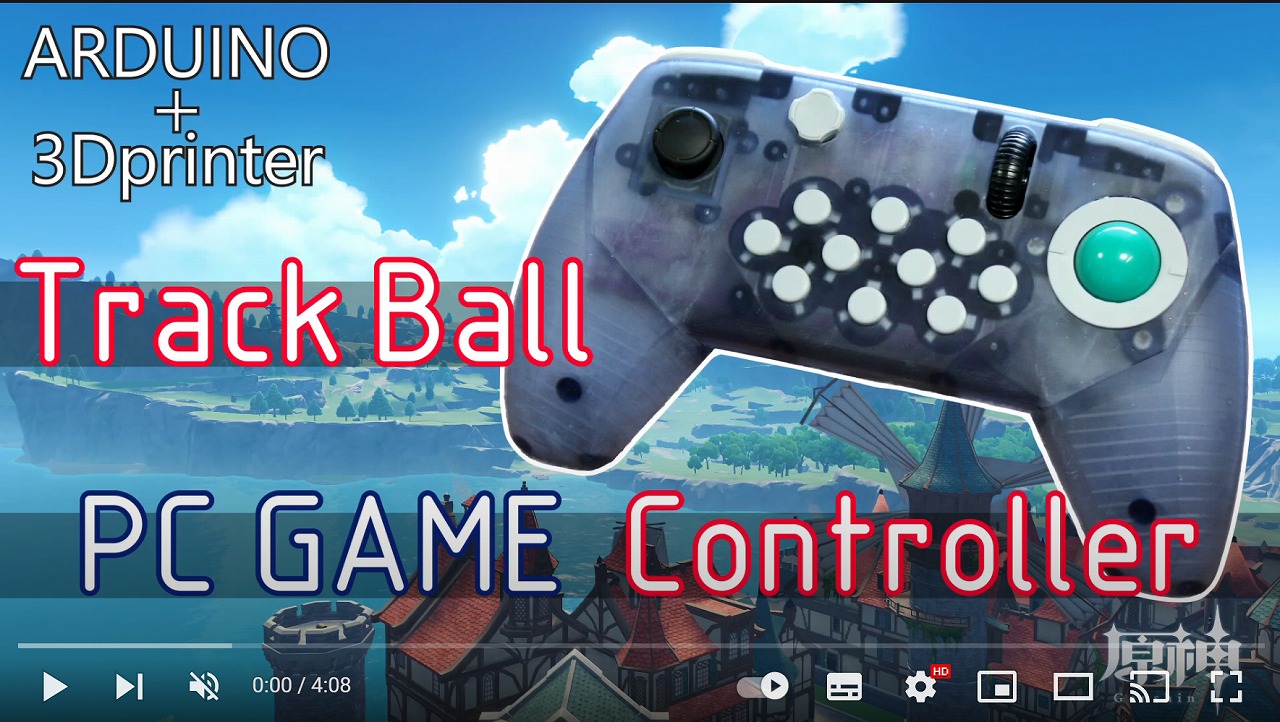 ARDUINO
+
3Dprinter
Track Ball
PC GAME Controller
原神
0:00 / 4:08
HD